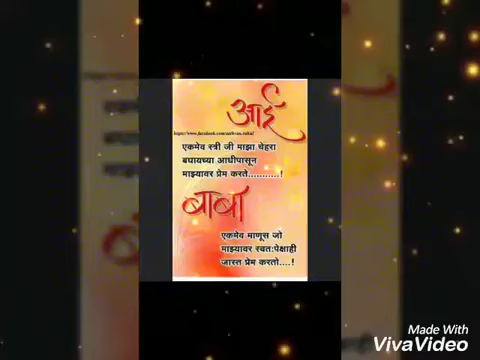 आई
एकमेव स्त्री जी माझा चेहरा
बघायच्या आधीपासून
माझ्यावर प्रेम करते...........!
बाबा
एकमेव माणूस जो
माझ्यावर स्वत:पेक्षाही
जास्त प्रेम करतो....!
Made With
VivaVideo